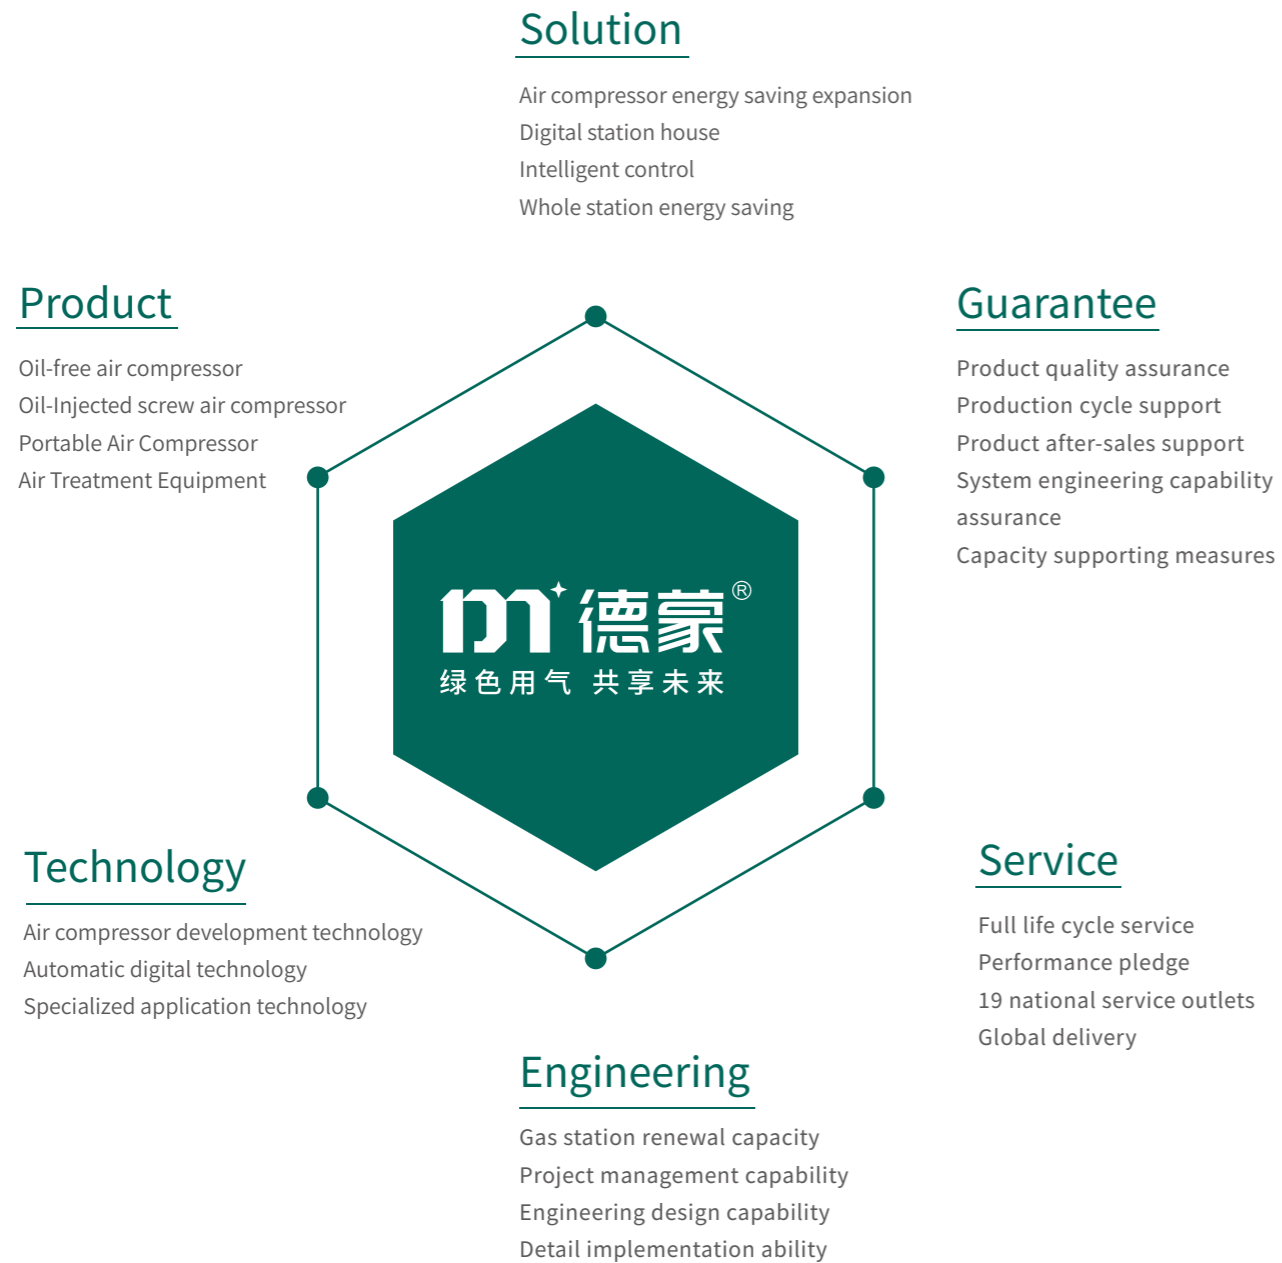 Solution
Air compressor energy saving expansion
Digital station house
Intelligent control
Whole station energy saving
Product
Oil-free air compressor
Oil-Injected screw air compressor
Portable Air Compressor
Air Treatment Equipment
Guarantee
Product quality assurance
Production cycle support
Product after-sales support
System engineering capability
assurance
Capacity supporting measures
m 德蒙®
绿色用气 共享未来
Technology
Air compressor development technology
Automatic digital technology
Specialized application technology
Service
Full life cycle service
Performance pledge
19 national service outlets
Global delivery
Engineering
Gas station renewal capacity
Project management capability
Engineering design capability
Detail implementation ability